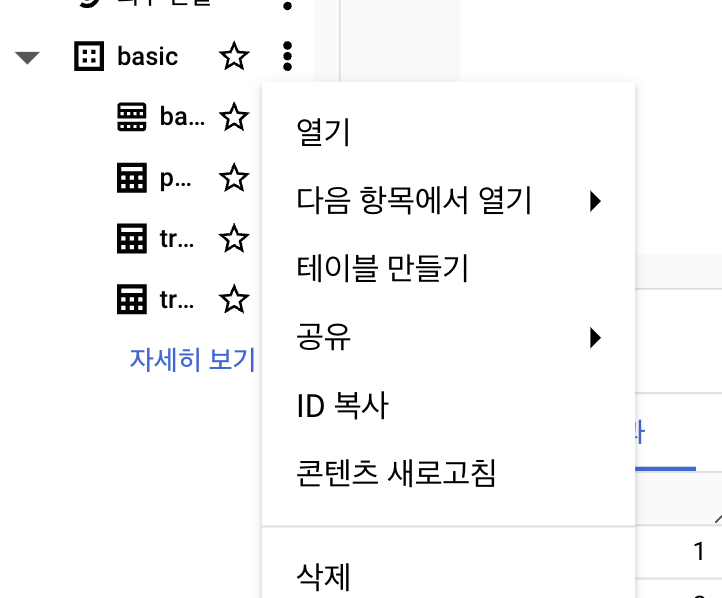 basic
ba...
p...
tr...
tr...
자세히 보기
열기
다음 항목에서 열기
테이블 만들기
공유
ID 복사
콘텐츠 새로고침
삭제
1